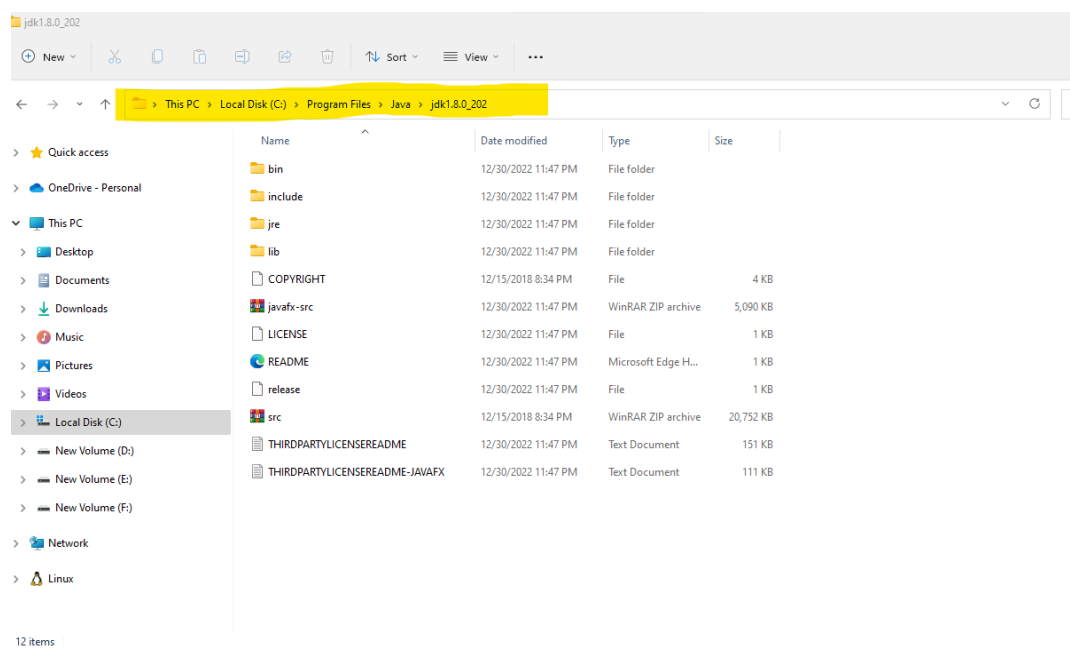 jdk1.8.0_202
New Sort View ...
This PC > Local Disk (C:) > Program Files > Java > jdk1.8.0_202
Name Date modified Type Size
Quick access
OneDrive - Personal
This PC
Desktop
Documents
Downloads
Music
Pictures
Videos
Local Disk (C:)
New Volume (D:)
New Volume (E:)
New Volume (F:)
Network
Linux
bin 12/30/2022 11:47 PM File folder
include 12/30/2022 11:47 PM File folder
jre 12/30/2022 11:47 PM File folder
lib 12/30/2022 11:47 PM File folder
COPYRIGHT 12/15/2018 8:34 PM File 4 KB
javafx-src 12/30/2022 11:47 PM WinRAR ZIP archive 5,090 KB
LICENSE 12/30/2022 11:47 PM File 1 KB
README 12/30/2022 11:47 PM Microsoft Edge H... 1 KB
release 12/30/2022 11:47 PM File 1 KB
src 12/15/2018 8:34 PM WinRAR ZIP archive 20,752 KB
THIRDPARTYLICENSEREADME 12/30/2022 11:47 PM Text Document 151 KB
THIRDPARTYLICENSEREADME-JAVAFX 12/30/2022 11:47 PM Text Document 111 KB
12 items